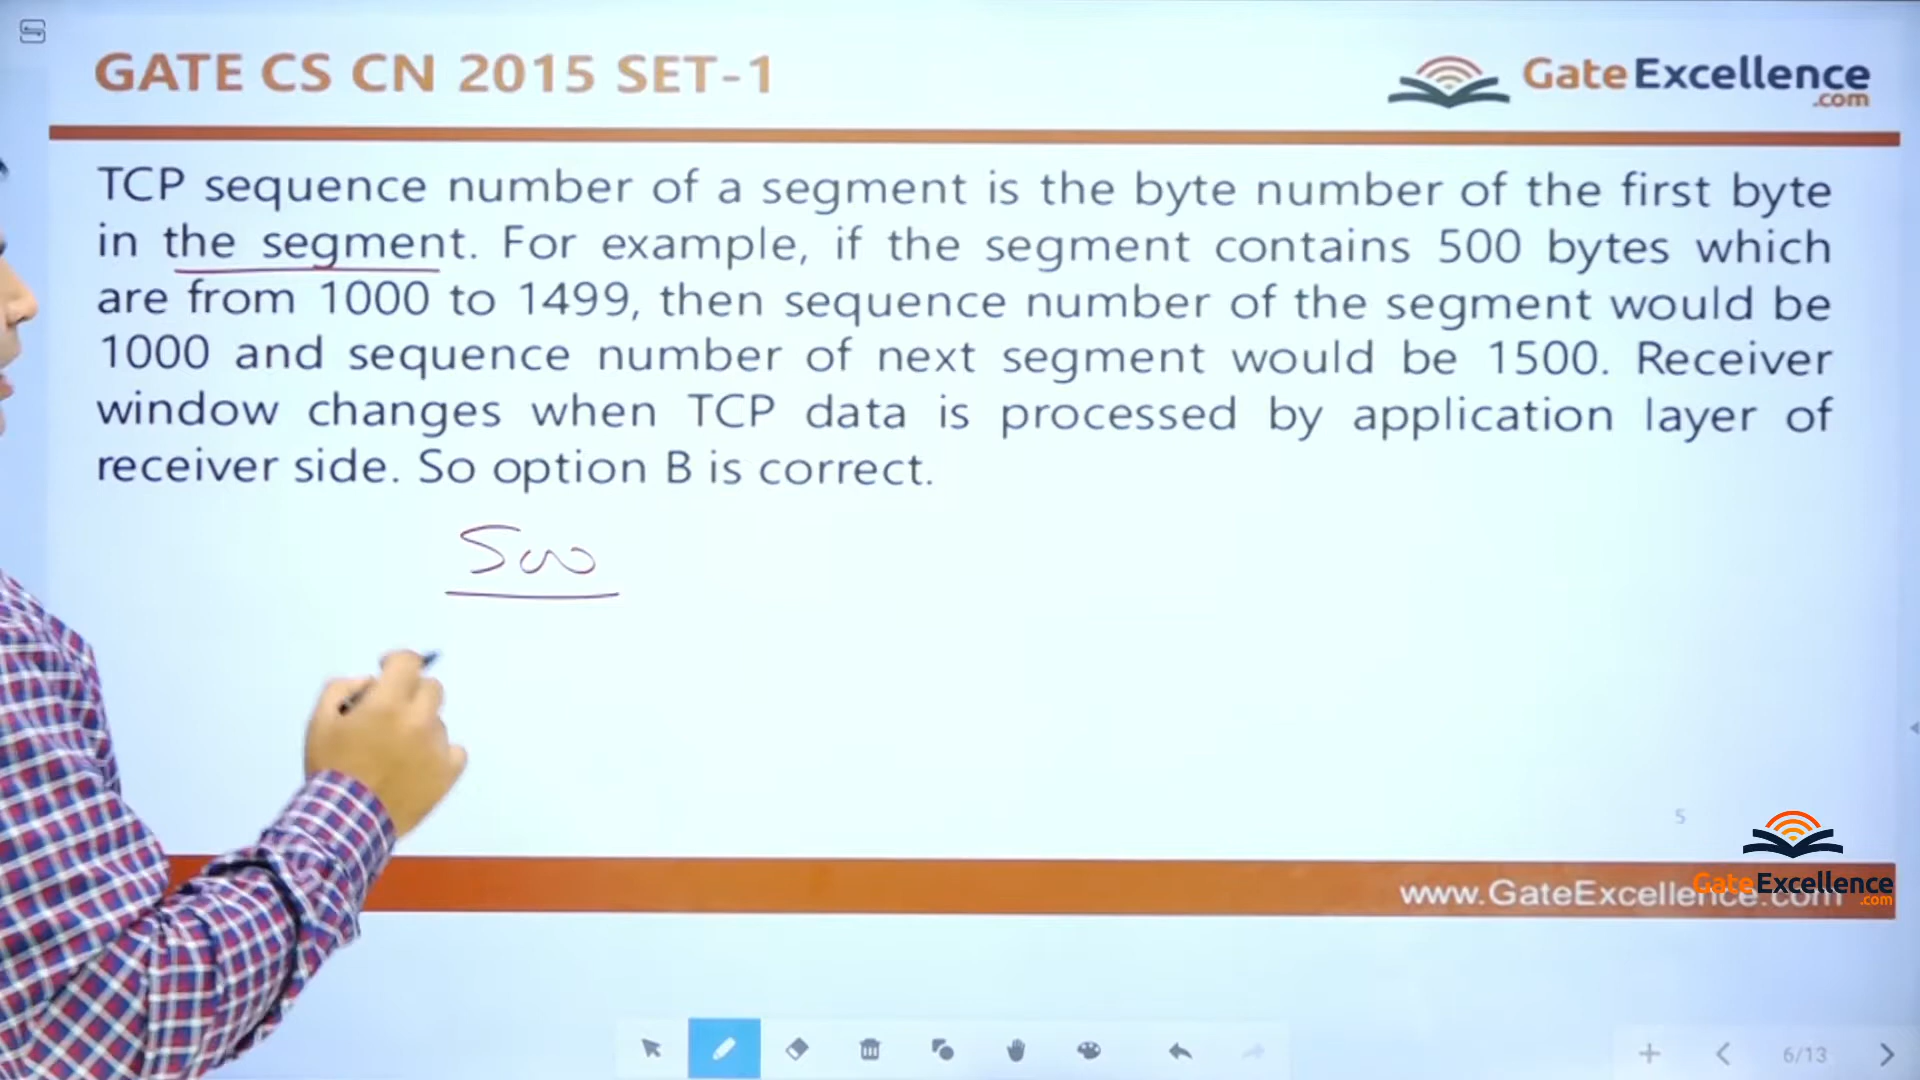 GATE CS CN 2015 SET-1
GateExcellence
.com
TCP sequence number of a segment is the byte number of the first byte
in the segment. For example, if the segment contains 500 bytes which
are from 1000 to 1499, then sequence number of the segment would be
1000 and sequence number of next segment would be 1500. Receiver
window changes when TCP data is processed by application layer of
receiver side. So option B is correct.
500
5
www.GateExcellence.com
GateExcellence
.com
6/13